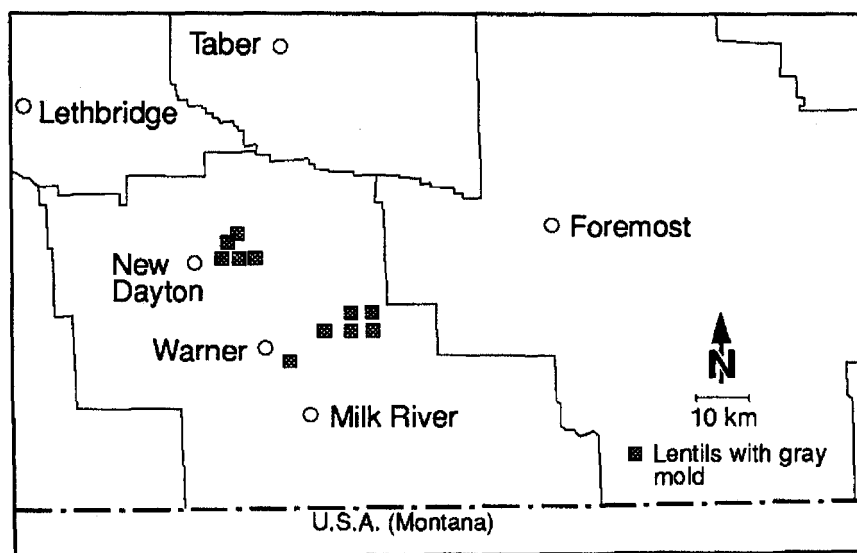 Taber
Lethbridge
Foremost
New
Dayton
Warner
N
10 km
Milk River
Lentils with gray
mold
U.S.A. (Montana)